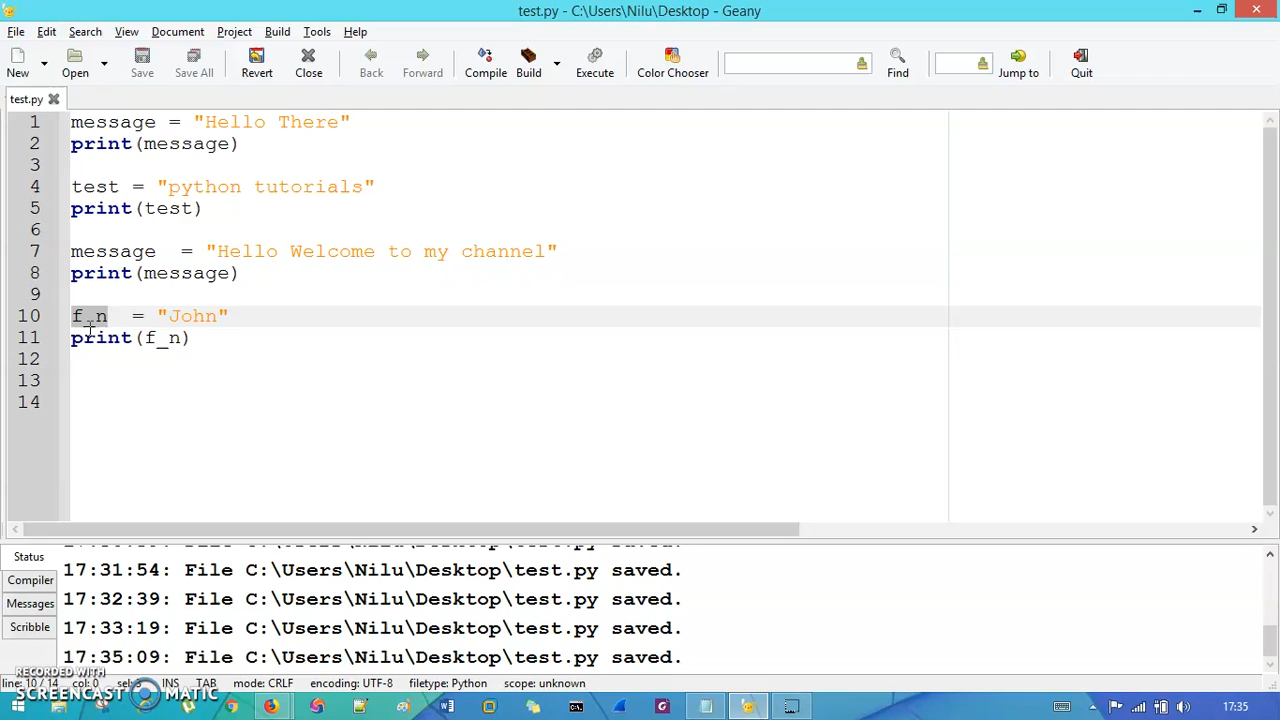 test.py - C:\Users\Nilu\Desktop - Geany
File Edit Search View Document Project Build Tools Help
New Open Save Save All Revert Close Back Forward Compile Build Execute Color Chooser Find Jump to Quit
test.py
1 message = "Hello There"
2 print(message)
3
4 test = "python tutorials"
5 print(test)
6
7 message  = "Hello Welcome to my channel"
8 print(message)
9
10 f_n  = "John"
11 print(f_n)
12
13
14
Status
Compiler
Messages
Scribble
17:31:54: File C:\Users\Nilu\Desktop\test.py saved.
17:32:39: File C:\Users\Nilu\Desktop\test.py saved.
17:33:19: File C:\Users\Nilu\Desktop\test.py saved.
17:35:09: File C:\Users\Nilu\Desktop\test.py saved.
RECORDED WITH
SCREENCAST MATIC
line: 10 / 14 col: 0 INS TAB mode: CRLF encoding: UTF-8 filetype: Python scope: unknown
17:35